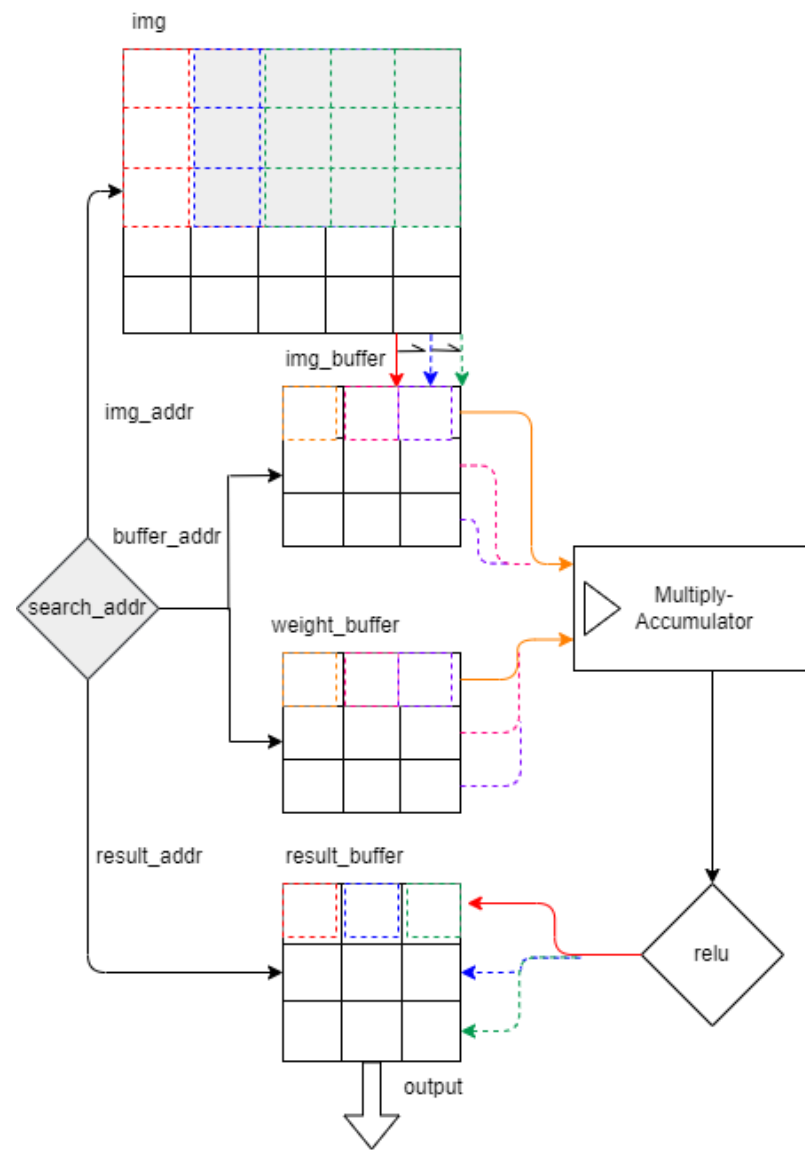 img
img_buffer
img_addr
buffer_addr
search_addr
weight_buffer
Multiply-
Accumulator
result_addr
result_buffer
relu
output